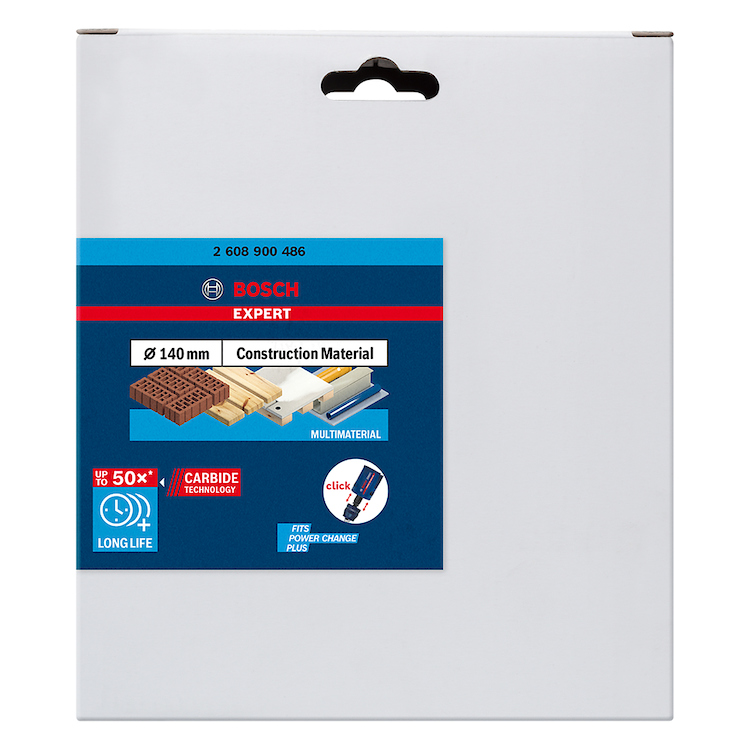 2 608 900 486
BOSCH
EXPERT
Ø 140 mm
Construction Material
MULTIMATERIAL
UP TO 50×*
CARBIDE
TECHNOLOGY
LONG LIFE
click
FITS
POWER CHANGE
PLUS